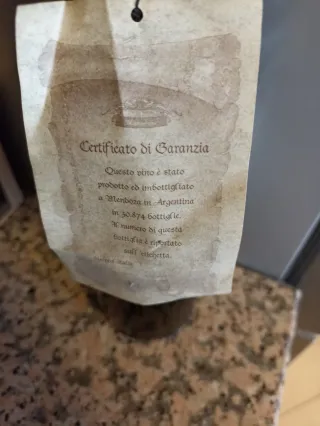 Certificato di Garanzia
Questo vino è stato
prodotto ed imbottigliato
a Mendoza in Argentina
in 30.874 bottiglie.
Il numero di questa
bottiglia è riportato
sull' etichetta.